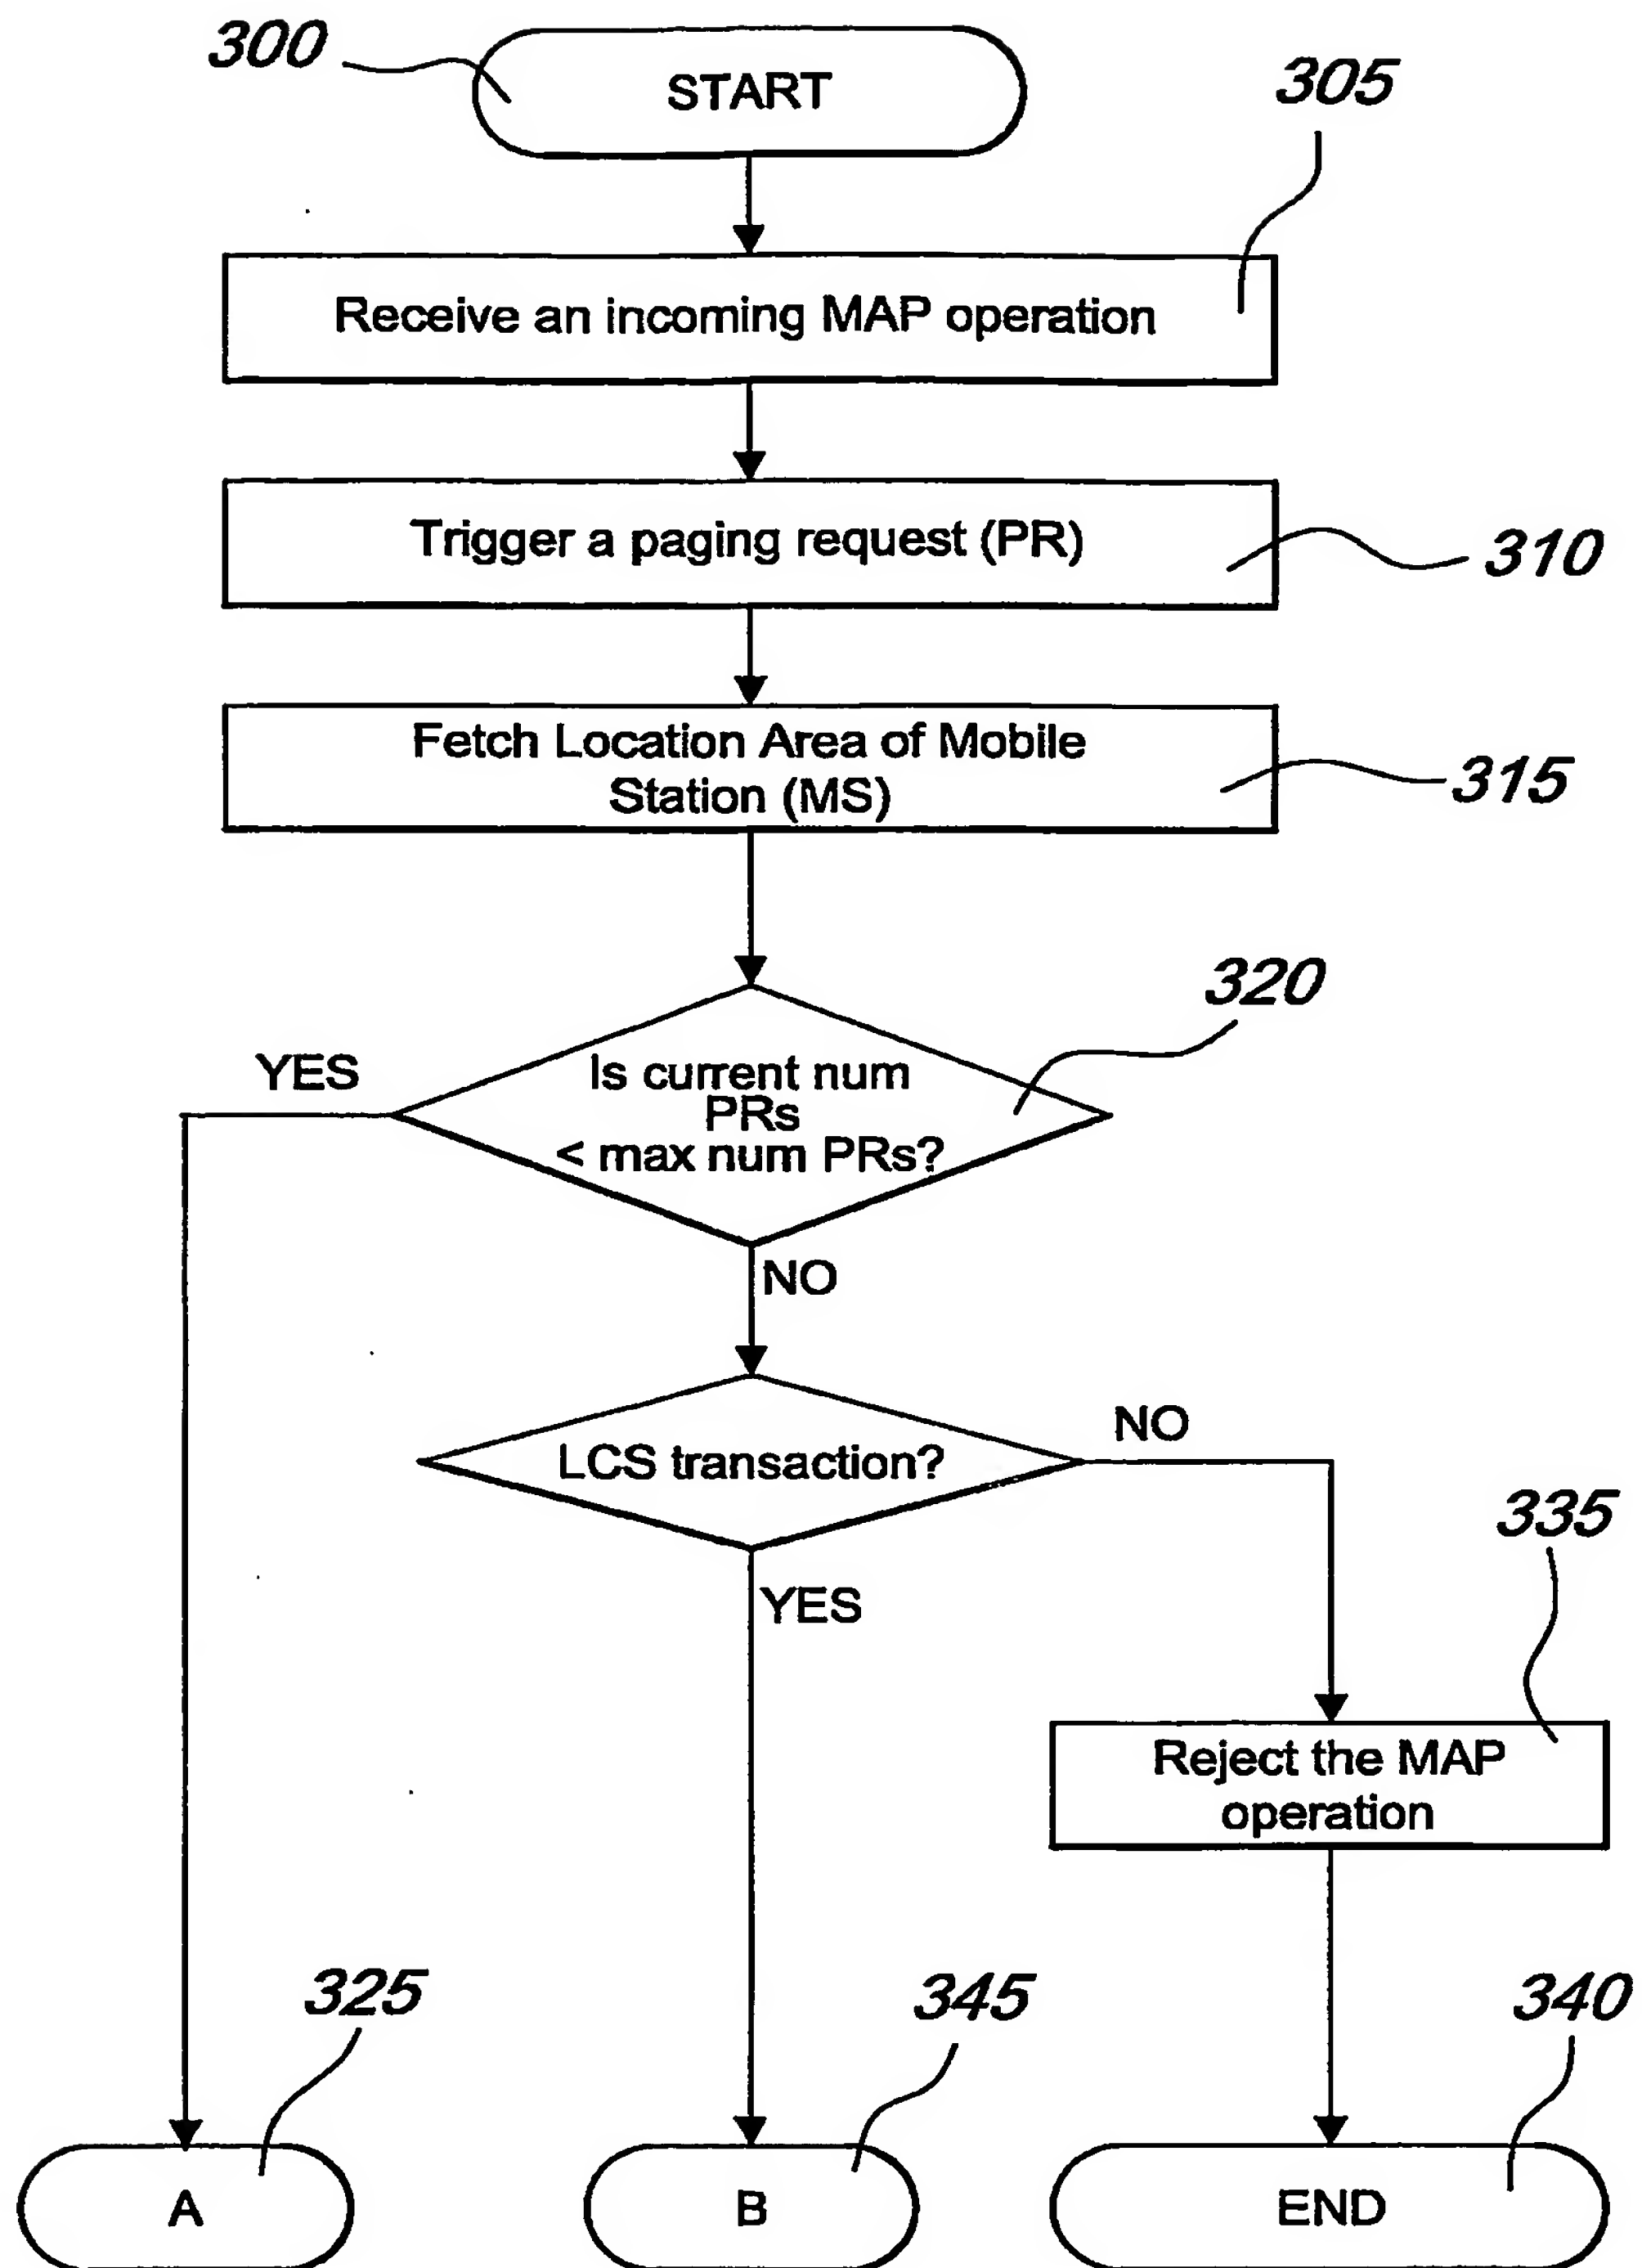 300
START
305
Receive an incoming MAP operation
Trigger a paging request (PR)
310
Fetch Location Area of Mobile
Station (MS)
315
320
YES
Is current num
PRs
< max num PRs?
NO
LCS transaction?
NO
335
YES
Reject the MAP
operation
325
345
340
A
B
END